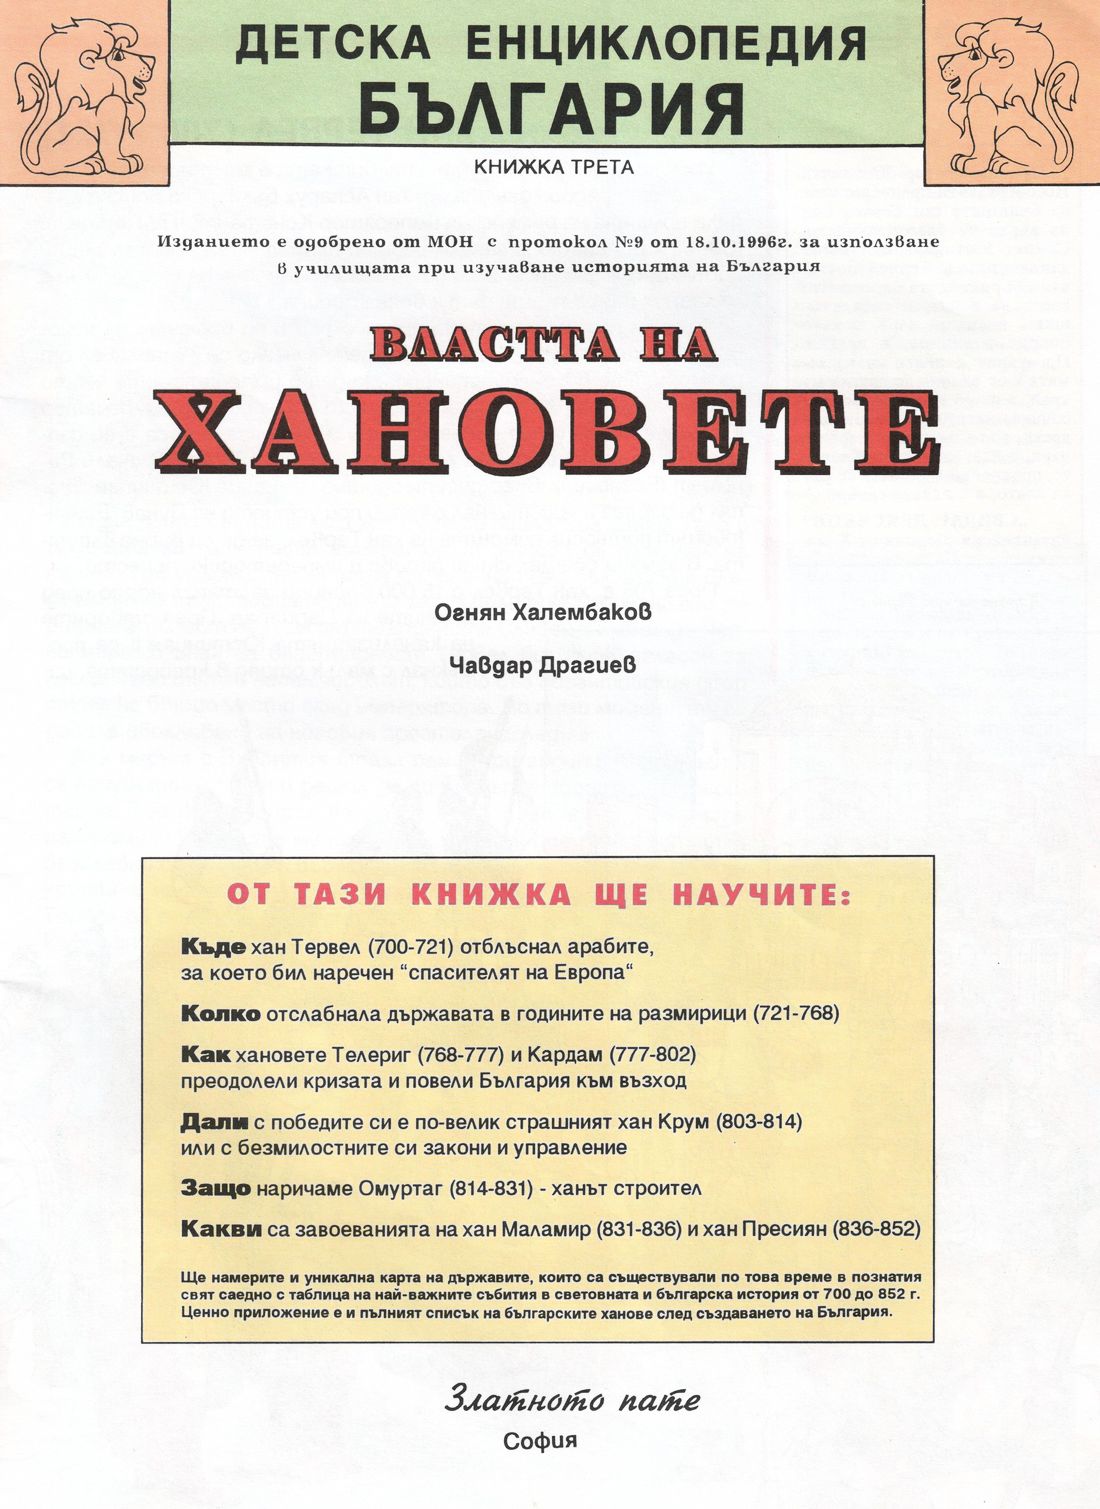 ДЕТСКА ЕНЦИКЛОПЕДИЯ
БЪЛГАРИЯ
КНИЖКА ТРЕТА
Изданието е одобрено от МОН с протокол №9 от 18.10.1996г. за използване
в училищата при изучаване историята на България
ВЛАСТТА НА
ХАНОВЕТЕ
Огнян Халембаков
Чавдар Драгиев
ОТ ТАЗИ КНИЖКА ЩЕ НАУЧИТЕ:
Къде хан Тервел (700-721) отблъснал арабите,
за което бил наречен “спасителят на Европа“
Колко отслабнала държавата в годините на размирици (721-768)
Как хановете Телериг (768-777) и Кардам (777-802)
преодолели кризата и повели България към възход
Дали с победите си е по-велик страшният хан Крум (803-814)
или с безмилостните си закони и управление
Защо наричаме Омуртаг (814-831) - ханът строител
Какви са завоеванията на хан Маламир (831-836) и хан Пресиян (836-852)
Ще намерите и уникална карта на държавите, които са съществували по това време в познатия
свят саедно с таблица на най-важните събития в световната и българска история от 700 до 852 г.
Ценно приложение е и пълният списък на българските ханове след създаването на България.
Златното пате
София